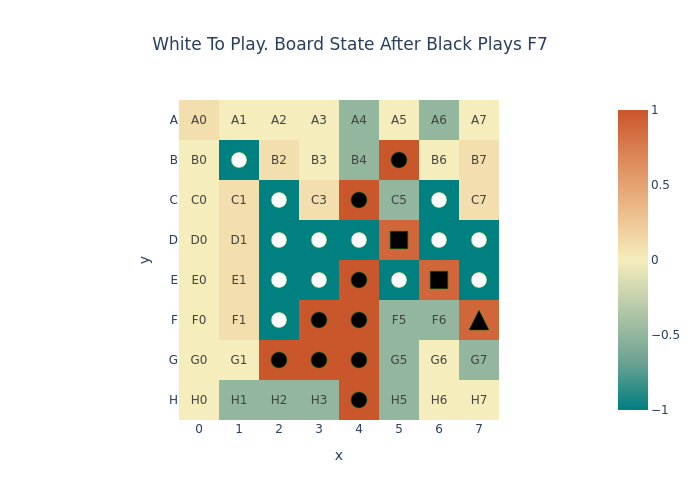 White To Play. Board State After Black Plays F7
A A0 A1 A2 A3 A4 A5 A6 A7
B B0 B2 B3 B4 B6 B7
C C0 C1 C3 C5 C7
D D0 D1
E E0 E1
F F0 F1 F5 F6
G G0 G1 G5 G6 G7
H H0 H1 H2 H3 H5 H6 H7
0 1 2 3 4 5 6 7
x
y
1
0.5
0
−0.5
−1